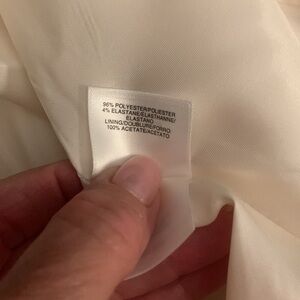 96% POLYESTER/POLIESTER
4% ELASTANE/ELASTHANNE/
ELASTANO
LINING/DOUBLURE/FORRO
100% ACETATE/ACETATO